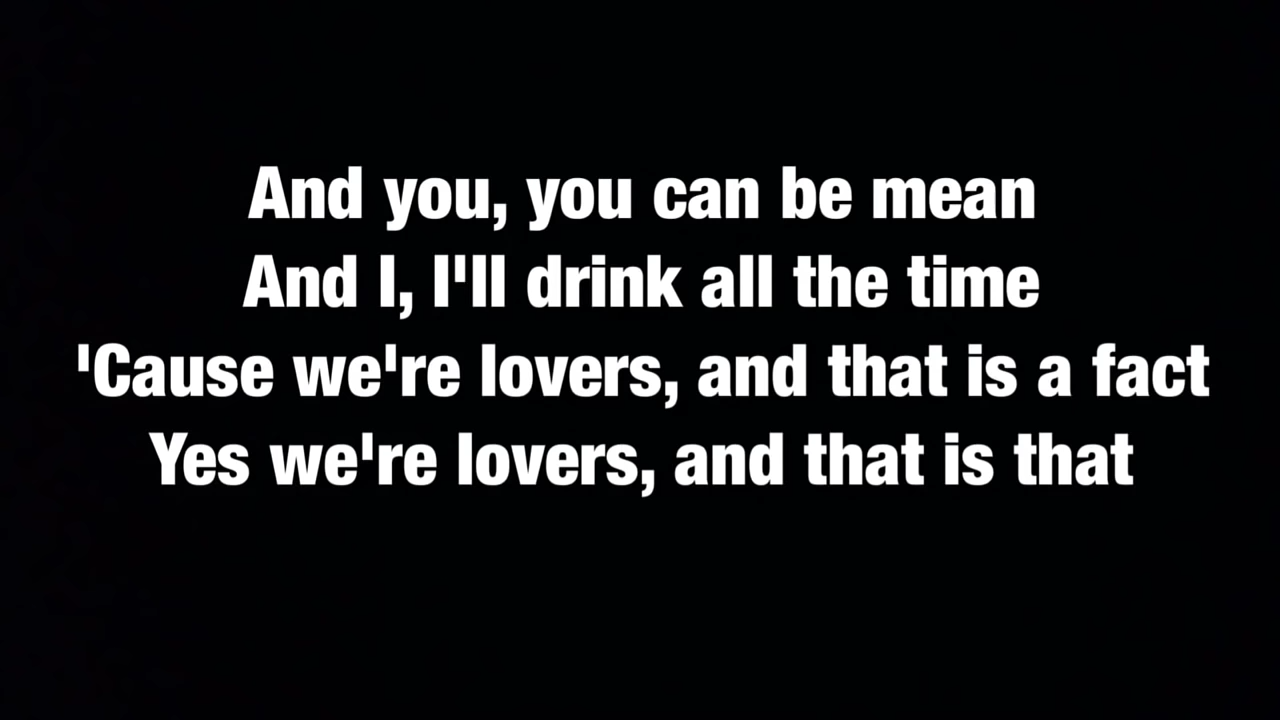 And you, you can be mean
And I, I'll drink all the time
'Cause we're lovers, and that is a fact
Yes we're lovers, and that is that